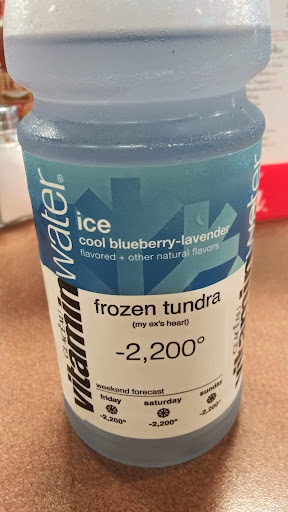 glacéau
vitaminwater®
ice
cool blueberry-lavender
flavored + other natural flavors
frozen tundra
(my ex's heart)
-2,200°
weekend forecast
friday saturday sunday
-2,200° -2,200° -2,200°